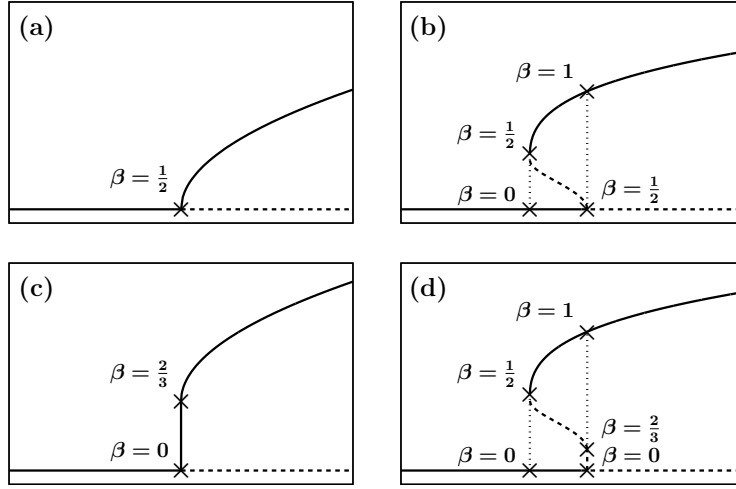 (a)
β = 1/2
(b)
β = 1
β = 1/2
β = 0
β = 1/2
(c)
β = 2/3
β = 0
(d)
β = 1
β = 1/2
β = 2/3
β = 0
β = 0